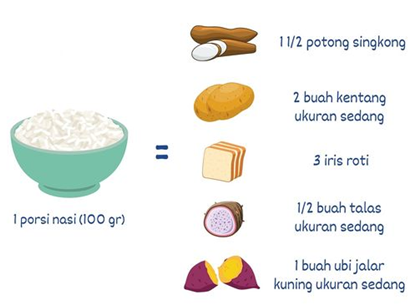 1 porsi nasi (100 gr)
=
1 1/2 potong singkong
2 buah kentang
ukuran sedang
3 iris roti
1/2 buah talas
ukuran sedang
1 buah ubi jalar
kuning ukuran sedang